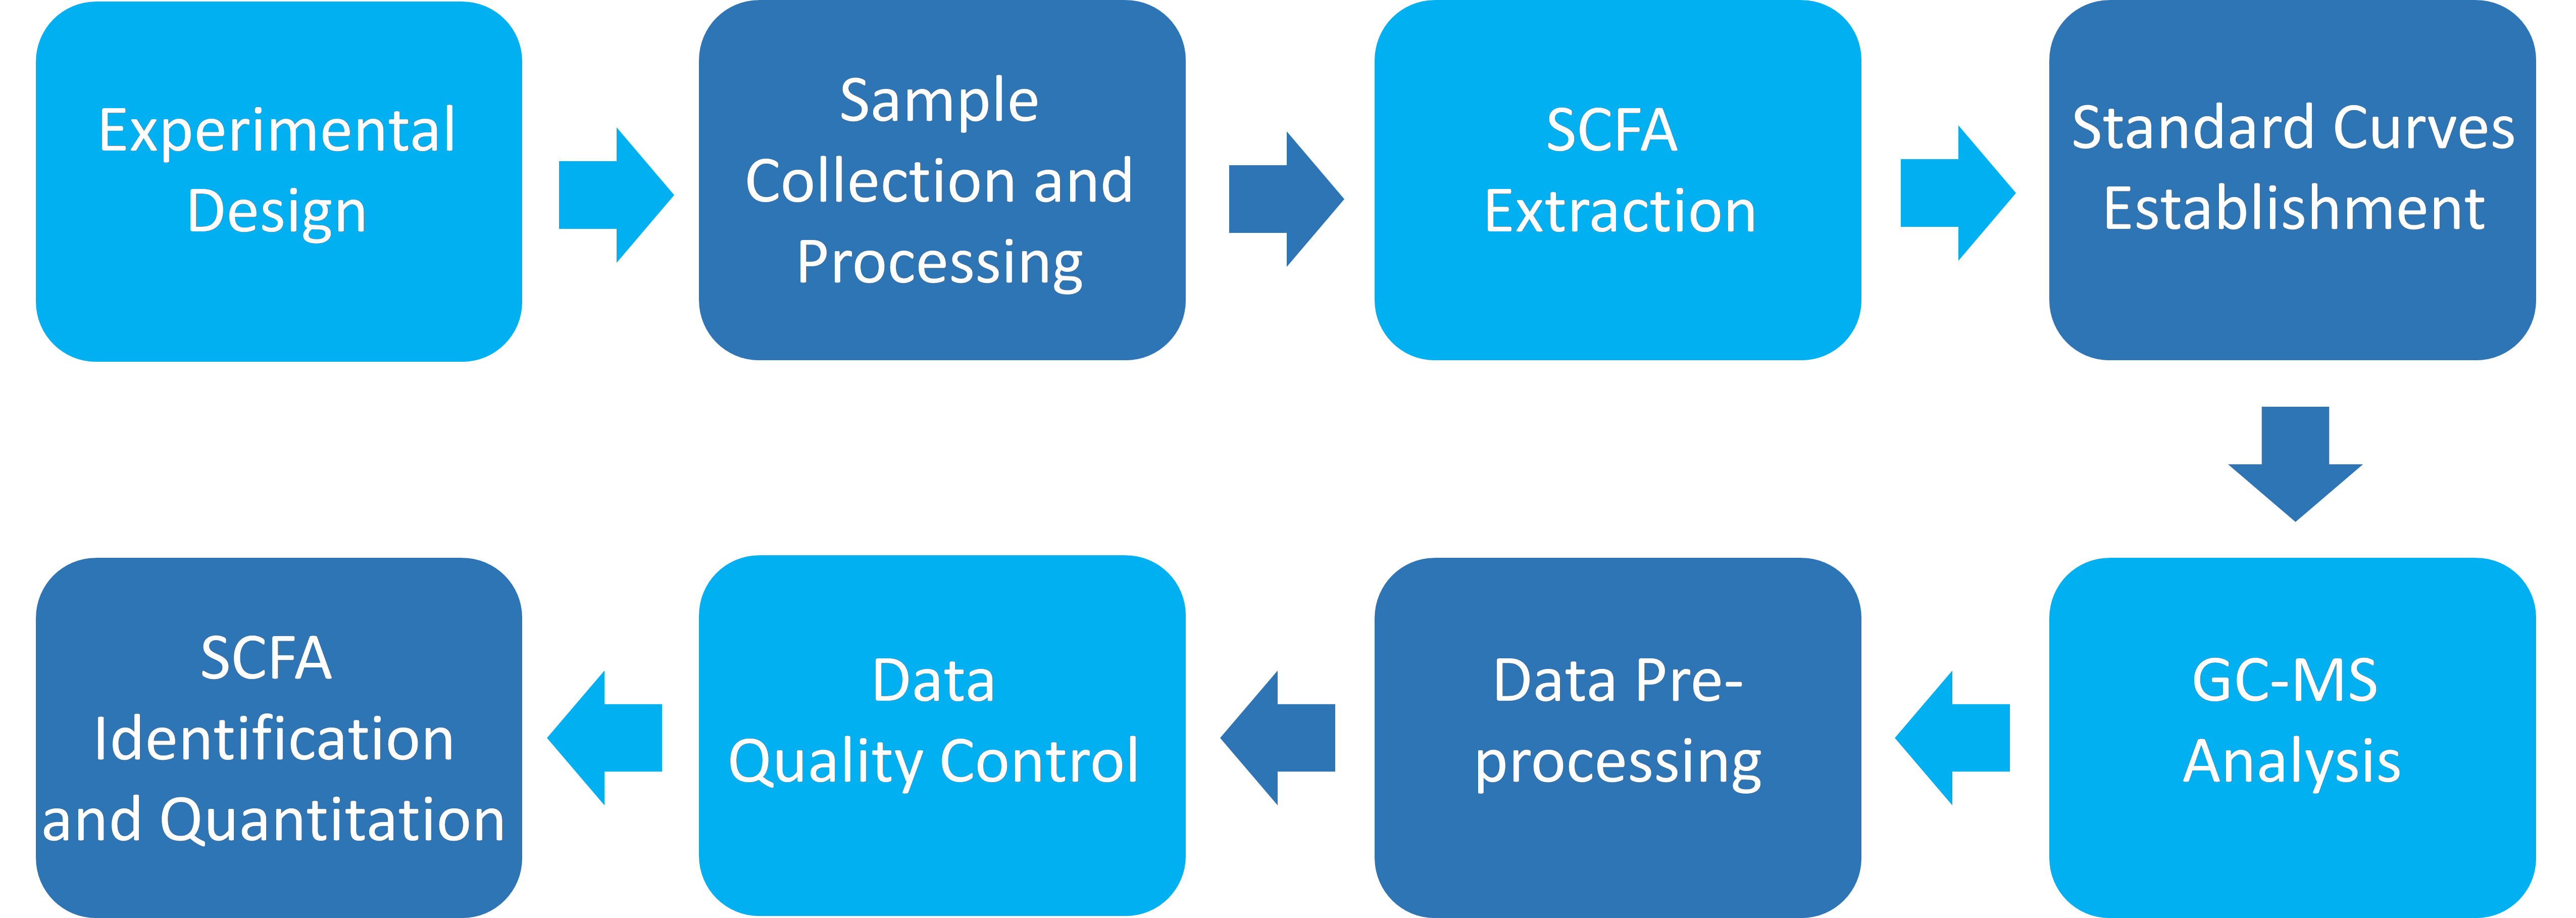 Experimental
Design
Sample
Collection and
Processing
SCFA
Extraction
Standard Curves
Establishment
GC-MS
Analysis
Data Pre-
processing
Data
Quality Control
SCFA
Identification
and Quantitation